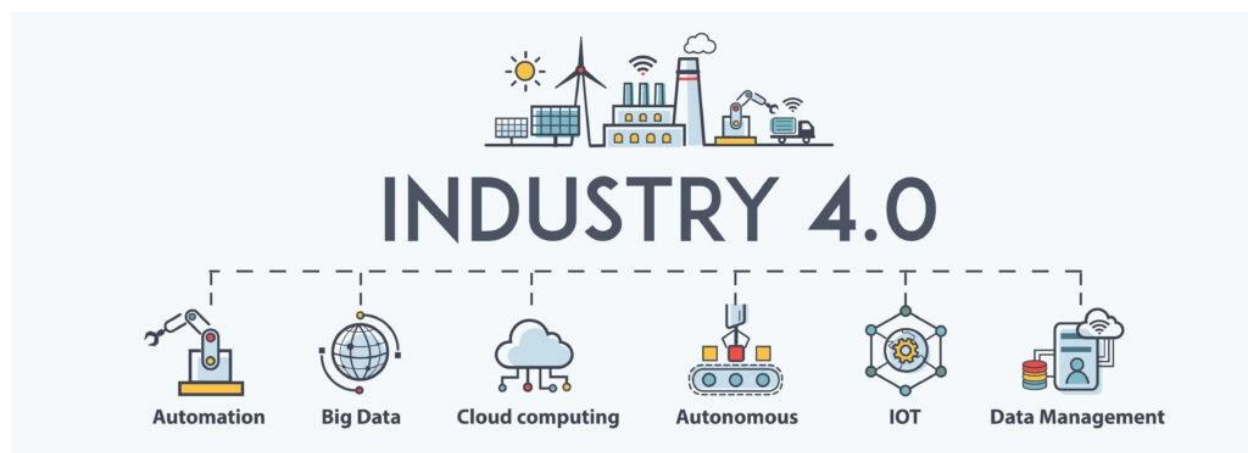 INDUSTRY 4.0
Automation
Big Data
Cloud computing
Autonomous
IOT
Data Management